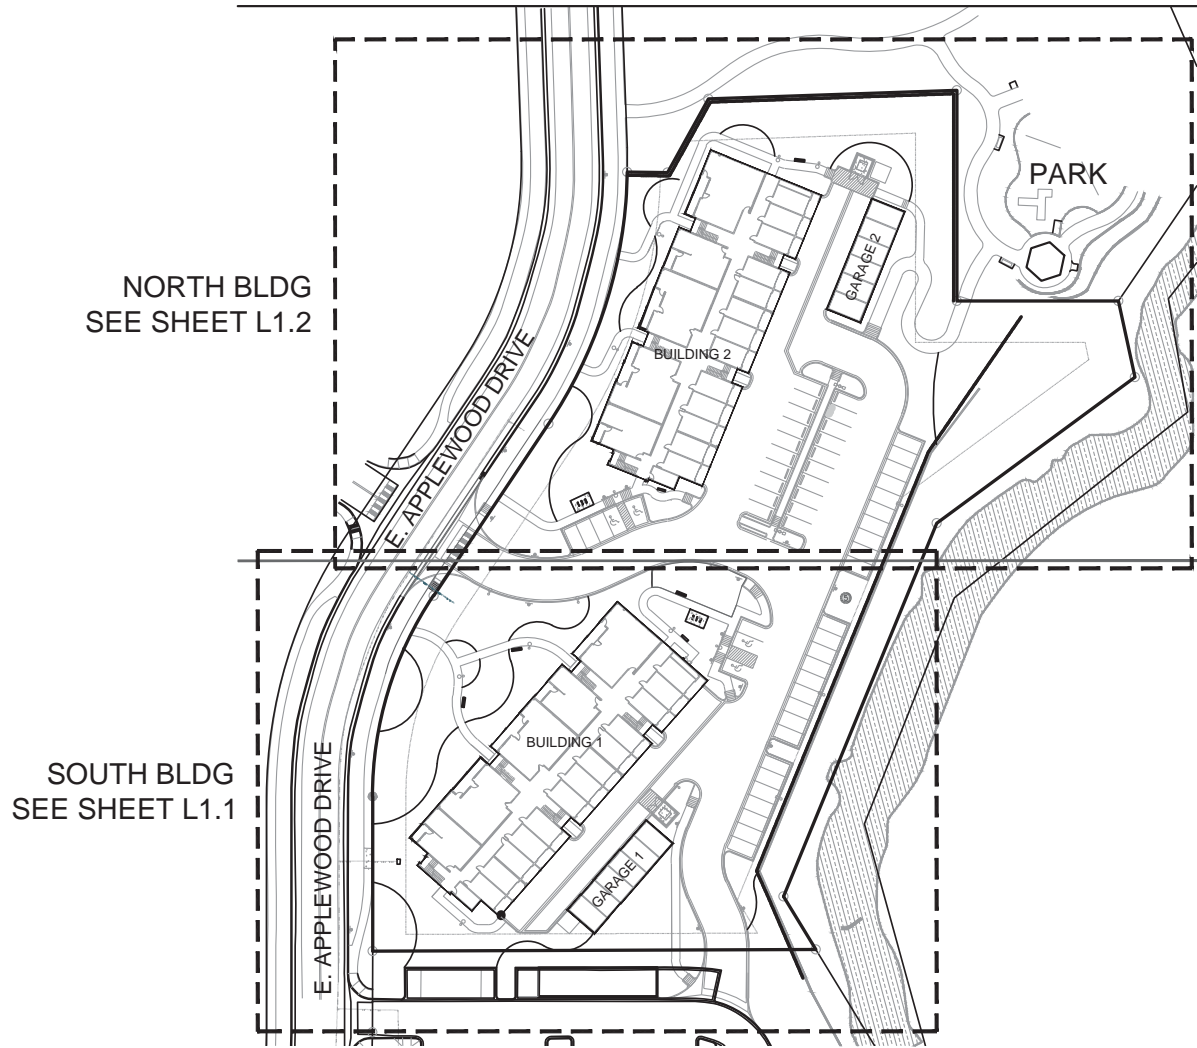 PARK
GARAGE 2
NORTH BLDG
SEE SHEET L1.2
BUILDING 2
E. APPLEWOOD DRIVE
BUILDING 1
SOUTH BLDG
SEE SHEET L1.1
E. APPLEWOOD DRIVE
GARAGE 1